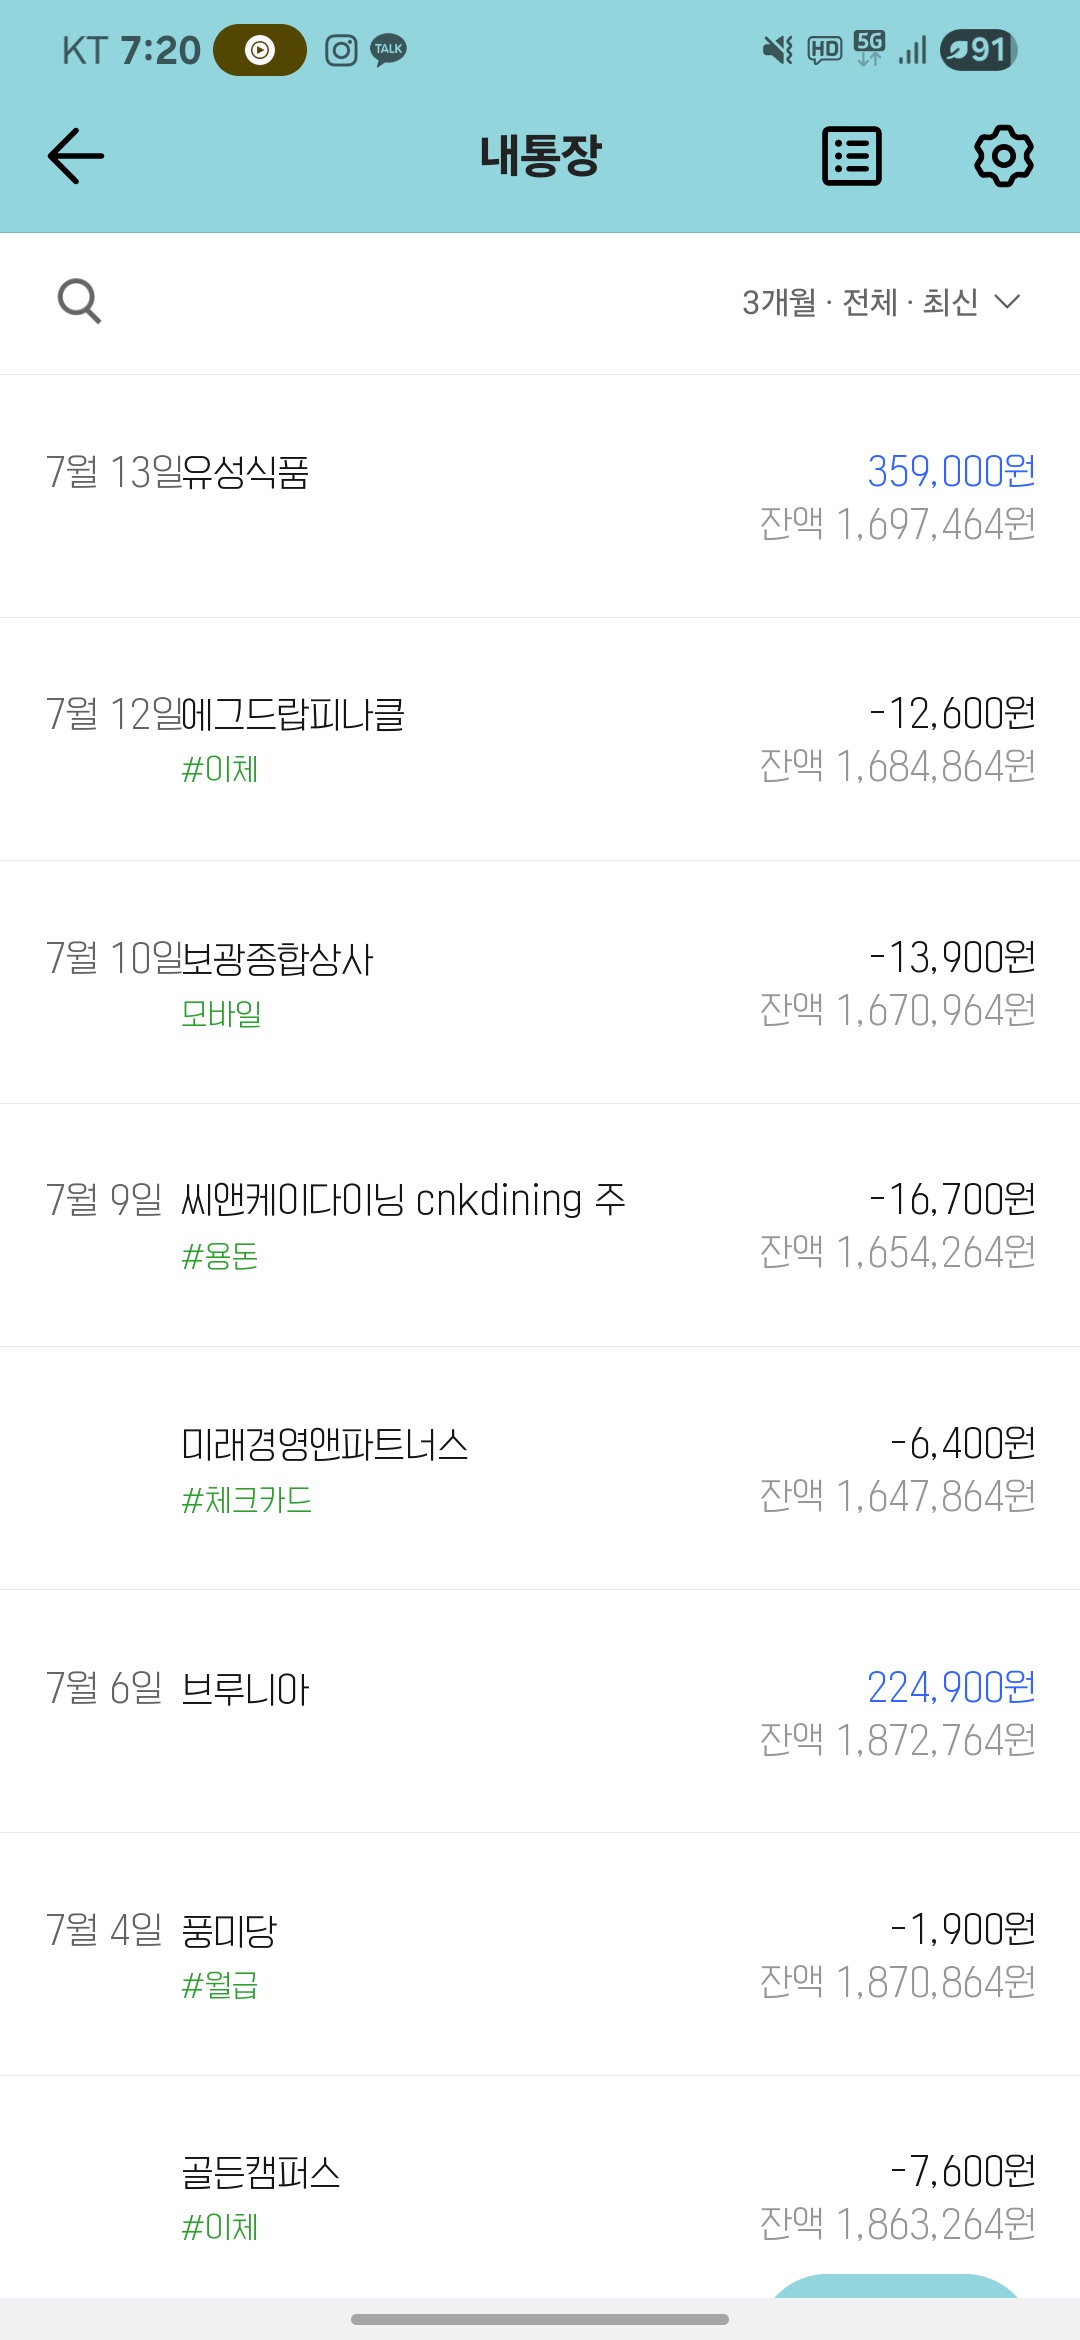 KT 7:20 TALK HD 5G 91
내통장
3개월 · 전체 · 최신
7월 13일 유성식품 359,000원
잔액 1,697,464원
7월 12일 에그드랍피나클 -12,600원
#이체 잔액 1,684,864원
7월 10일 보광종합상사 -13,900원
모바일 잔액 1,670,964원
7월 9일 씨앤케이다이닝 cnkdining 주 -16,700원
#용돈 잔액 1,654,264원
미래경영앤파트너스 -6,400원
#체크카드 잔액 1,647,864원
7월 6일 브루니아 224,900원
잔액 1,872,764원
7월 4일 풍미당 -1,900원
#월급 잔액 1,870,864원
골든캠퍼스 -7,600원
#이체 잔액 1,863,264원